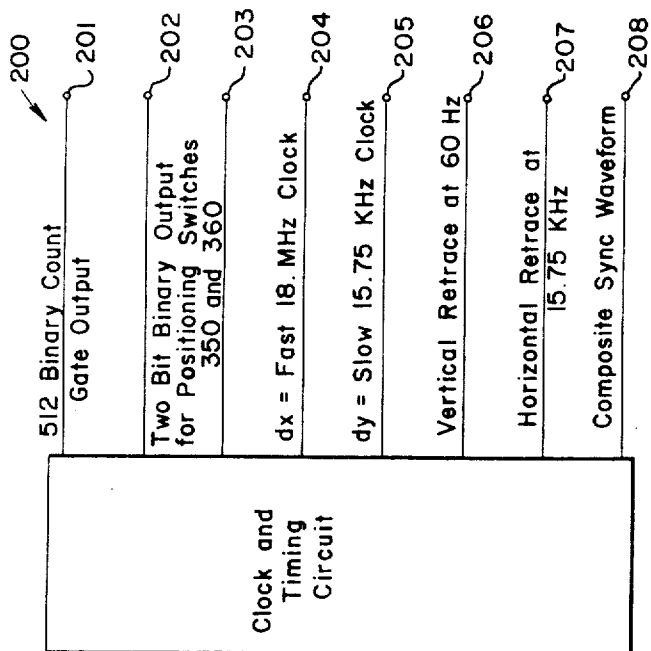 200
512 Binary Count
Gate Output
201
Two Bit Binary Output
for Positioning Switches
350 and 360
202
203
dx = Fast 18. MHz Clock
204
dy = Slow 15.75 KHz Clock
205
Vertical Retrace at 60 Hz
206
Horizontal Retrace at
15.75 KHz
207
Composite Sync Waveform
208
Clock and
Timing
Circuit